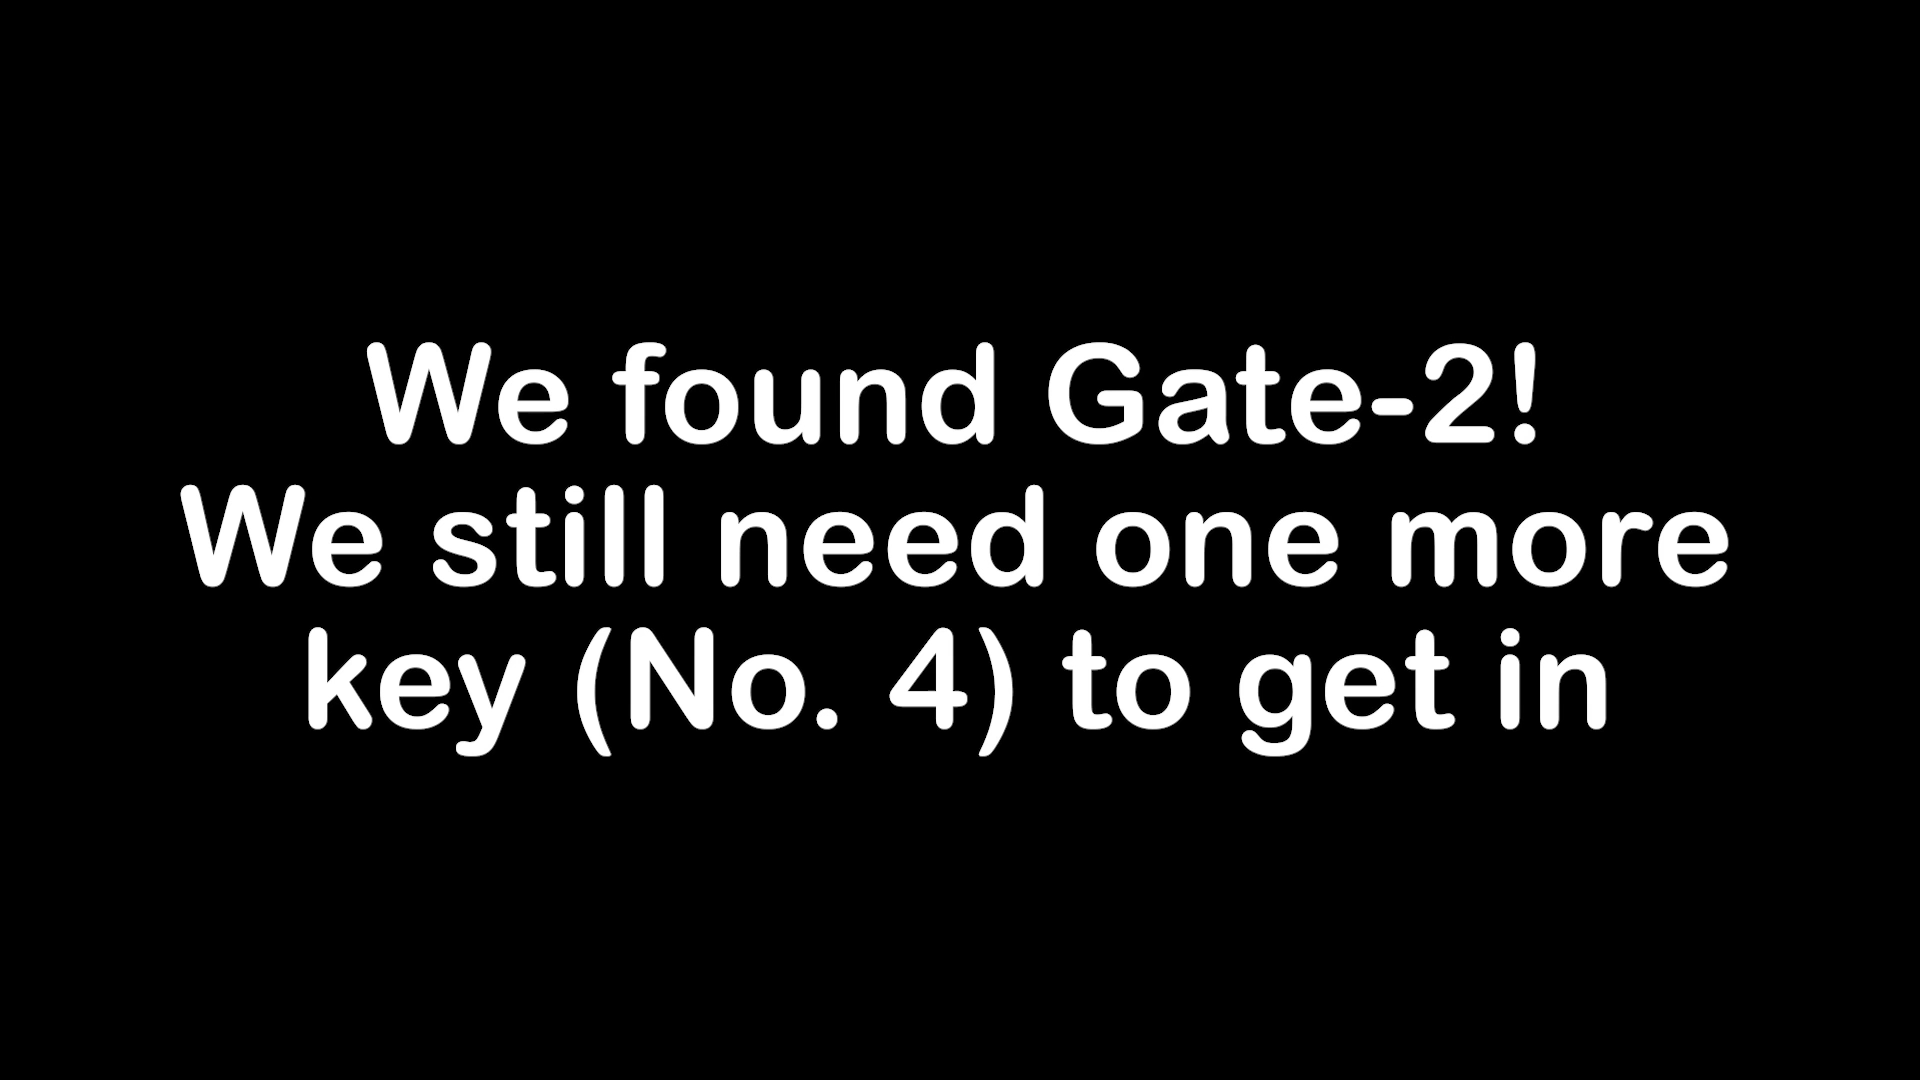 We found Gate-2!
We still need one more
key (No. 4) to get in